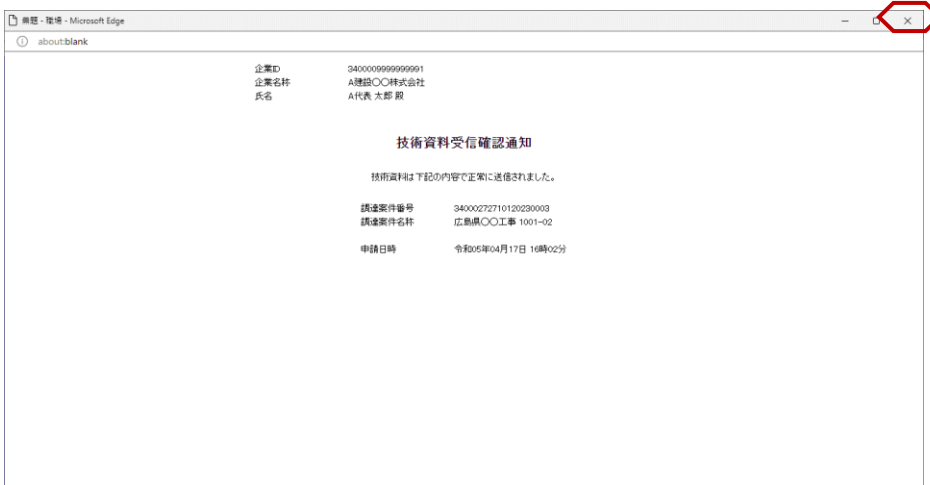 無題 - 職場 - Microsoft Edge
about:blank
企業ID 3400009999999991
企業名称 A建設〇〇株式会社
氏名 A代表 太郎 殿
技術資料受信確認通知
技術資料は下記の内容で正常に送信されました。
調達案件番号 34000272710120230003
調達案件名称 広島県〇〇工事 1001-02
申請日時 令和05年04月17日 16時02分